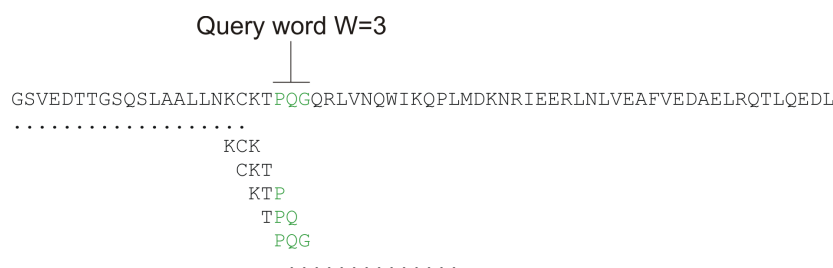 Query word W=3
GSVEDTTGSQSLAALLNKCKTPQGQRLVNQWIKQPLMDKNRIEERLNLVEAFVEDAELRQTLQEDL
...................
KCK
CKT
KTP
TPQ
PQG
..............